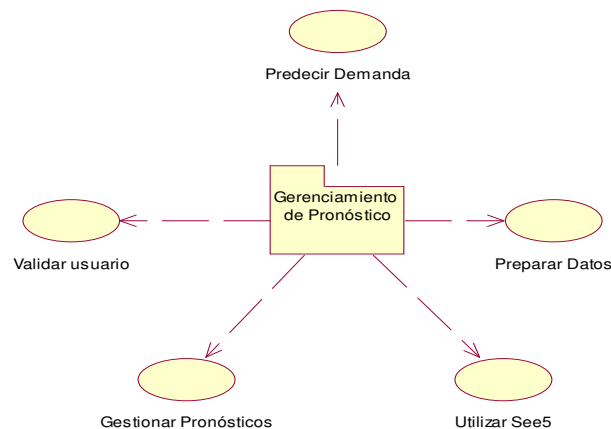 Predecir Demanda
Gerenciamiento
de Pronóstico
Validar usuario
Preparar Datos
Gestionar Pronósticos
Utilizar See5